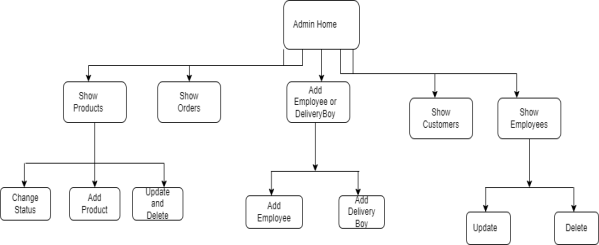 Admin Home
Show
Products
Show
Orders
Add
Employee or
DeliveryBoy
Show
Customers
Show
Employees
Change
Status
Add
Product
Update
and
Delete
Add
Employee
Add
Delivery
Boy
Update
Delete